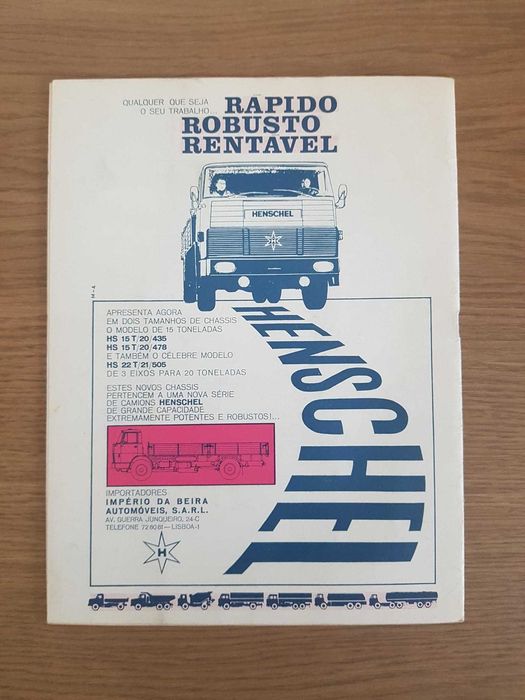 QUALQUER QUE SEJA
O SEU TRABALHO
RAPIDO
ROBUSTO
RENTAVEL
HENSCHEL
H
M-4
APRESENTA AGORA
EM DOIS TAMANHOS DE CHASSIS
O MODELO DE 15 TONELADAS
HS 15 T/20/435
HS 15 T/20/478
E TAMBÉM O CÉLEBRE MODELO
HS 22 T/21/505
DE 3 EIXOS PARA 20 TONELADAS
ESTES NOVOS CHASSIS
PERTENCEM A UMA NOVA SÉRIE
DE CAMIONS HENSCHEL
DE GRANDE CAPACIDADE
EXTREMAMENTE POTENTES E ROBUSTOS!...
HENSCHEL
IMPORTADORES
IMPÉRIO DA BEIRA
AUTOMÓVEIS, S.A.R.L.
AV. GUERRA JUNQUEIRO, 24-C
TELEFONE 72 80 81 — LISBOA-1
H